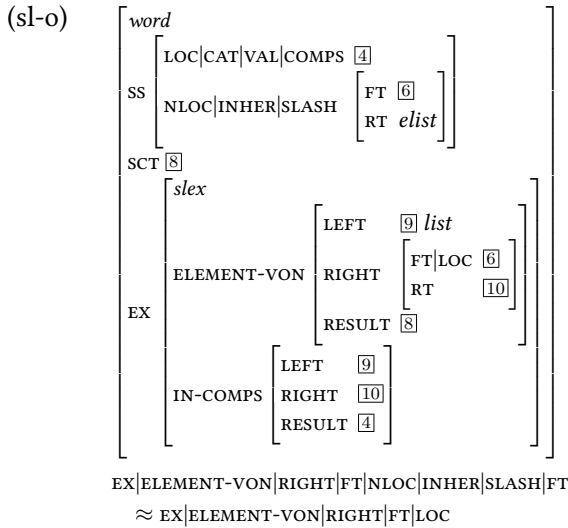 (sl-o)
word
SS
LOC|CAT|VAL|COMPS 4
NLOC|INHER|SLASH
FT 6
RT elist
SCT 8
EX
slex
ELEMENT-VON
LEFT 9 list
RIGHT
FT|LOC 6
RT 10
RESULT 8
IN-COMPS
LEFT 9
RIGHT 10
RESULT 4
EX|ELEMENT-VON|RIGHT|FT|NLOC|INHER|SLASH|FT
≈ EX|ELEMENT-VON|RIGHT|FT|LOC